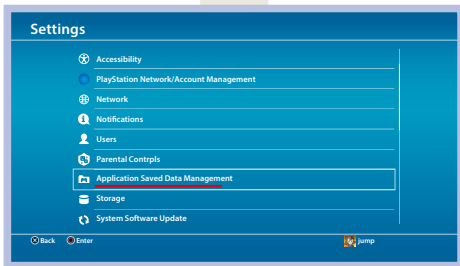 Settings
Accessibility
PlayStation Network/Account Management
Network
Notifications
Users
Parental Contrpls
Application Saved Data Management
Storage
System Software Update
Back Enter jump